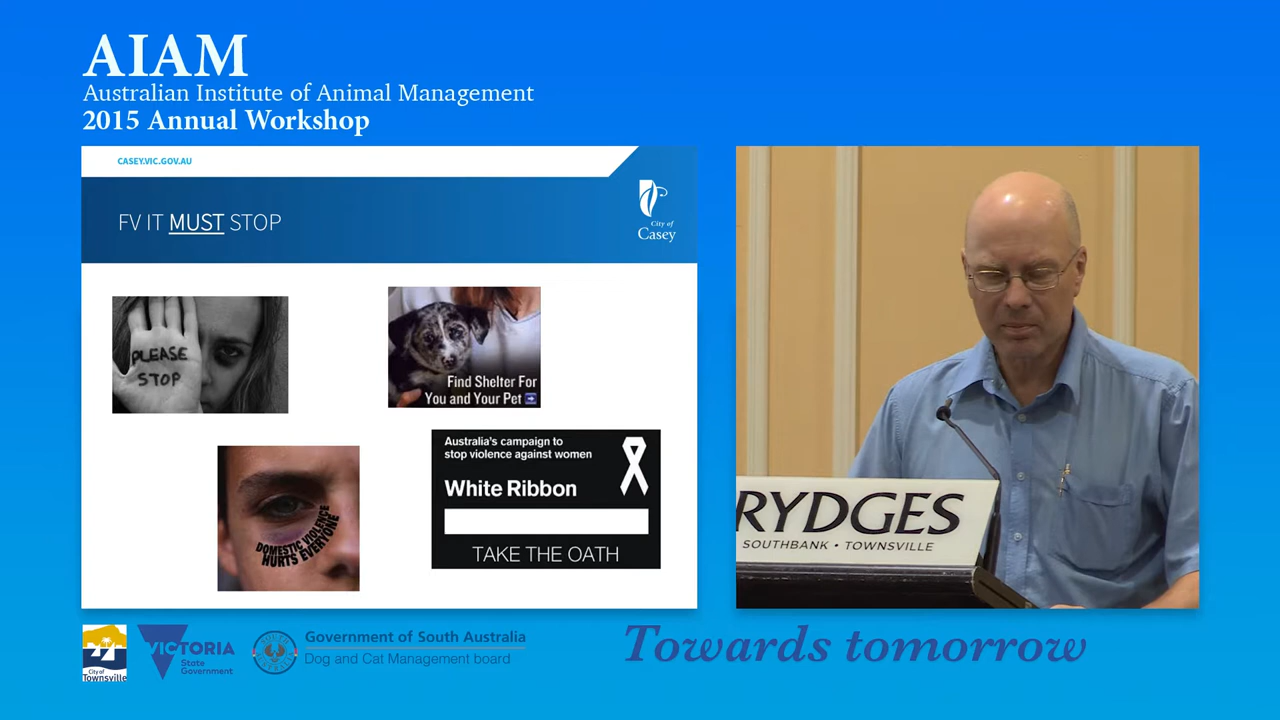 AIAM
Australian Institute of Animal Management
2015 Annual Workshop
CASEY.VIC.GOV.AU
FV IT MUST STOP
City of
Casey
PLEASE
STOP
Find Shelter For
You and Your Pet
DOMESTIC VIOLENCE
HURTS EVERYONE
Australia's campaign to
stop violence against women
White Ribbon
TAKE THE OATH
RYDGES
SOUTHBANK • TOWNSVILLE
City of
Townsville
VICTORIA
State
Government
Government of South Australia
Dog and Cat Management board
Towards tomorrow